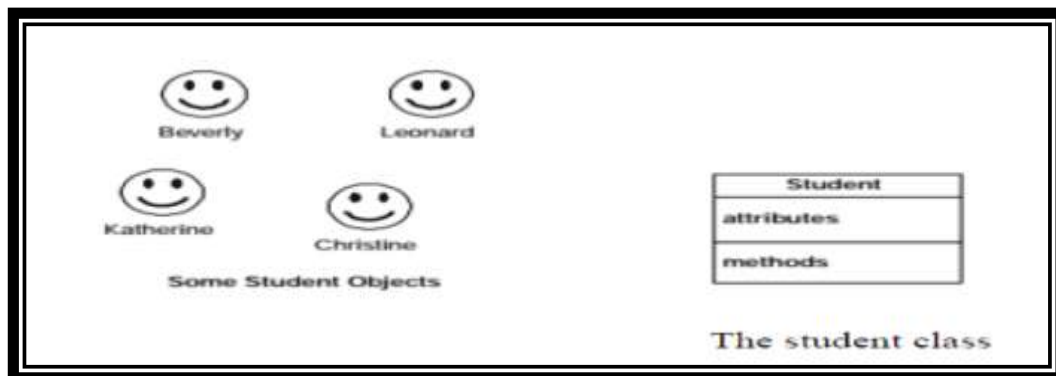 Beverly Leonard
Katherine
Christine
Some Student Objects
Student
attributes
methods
The student class